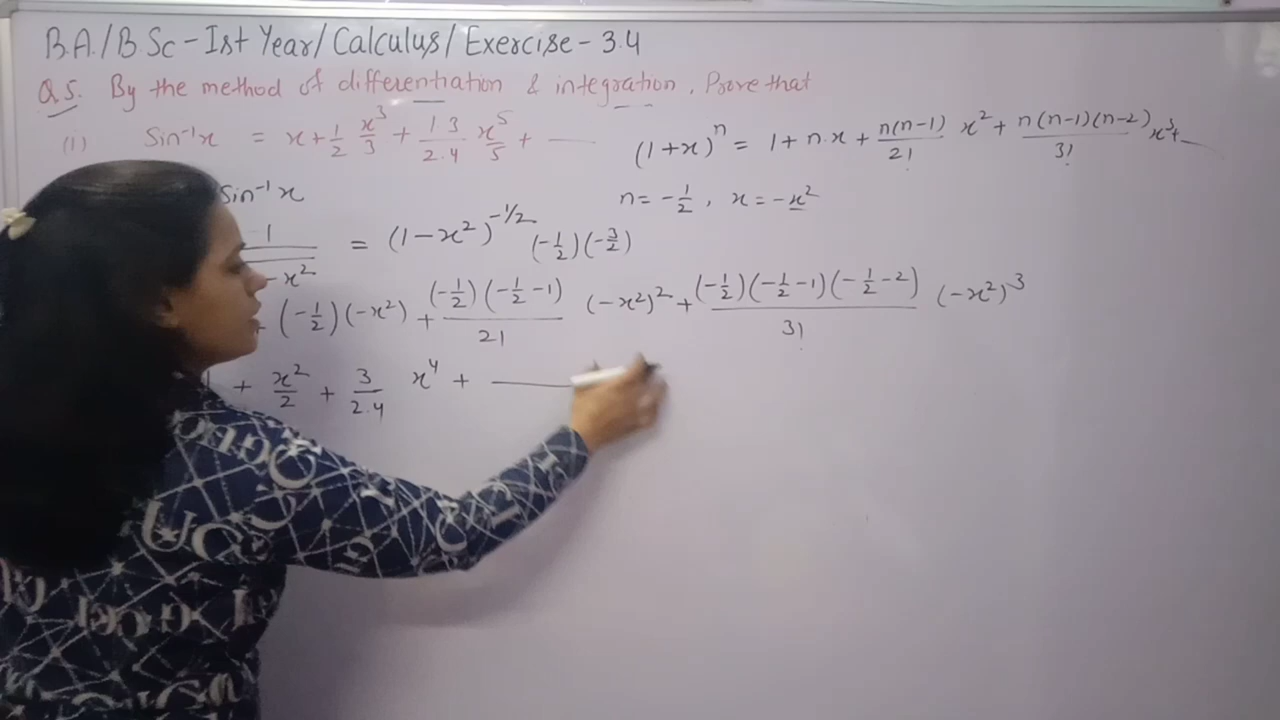 B.A./B.Sc - Ist Year/Calculus/Exercise - 3.4
Q5. By the method of differentiation & integration, Prove that
(i) Sin⁻¹x = x + 1/2 x³/3 + 1.3/2.4 x⁵/5 + ——
(1+x)ⁿ = 1 + n.x + n(n-1)/2! x² + n(n-1)(n-2)/3! x³ + —
Sin⁻¹x
n = -1/2, x = -x²
1/√ -x² = (1-x²)^(-1/2)
(-1/2)(-3/2)
(-1/2)(-x²) + (-1/2)(-1/2 -1)/2! (-x²)² + (-1/2)(-1/2 -1)(-1/2 -2)/3! (-x²)³
+ x²/2 + 3/2.4 x⁴ + ——